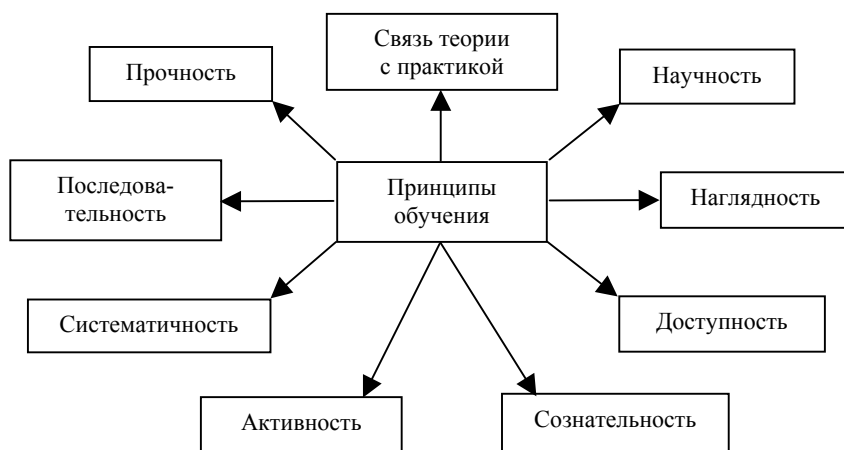 Связь теории
с практикой
Прочность
Научность
Последова-
тельность
Принципы
обучения
Наглядность
Систематичность
Доступность
Активность
Сознательность